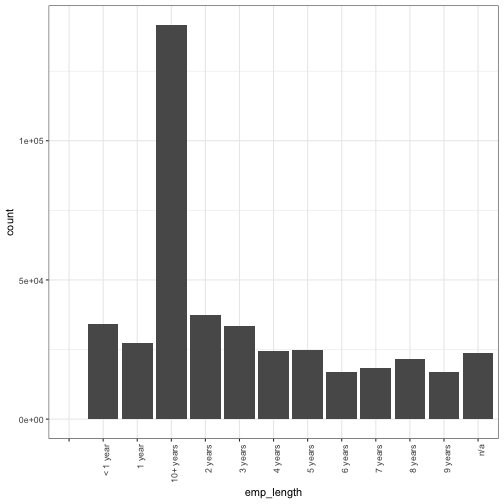 count
1e+05
5e+04
0e+00
< 1 year
1 year
10+ years
2 years
3 years
4 years
5 years
6 years
7 years
8 years
9 years
n/a
emp_length